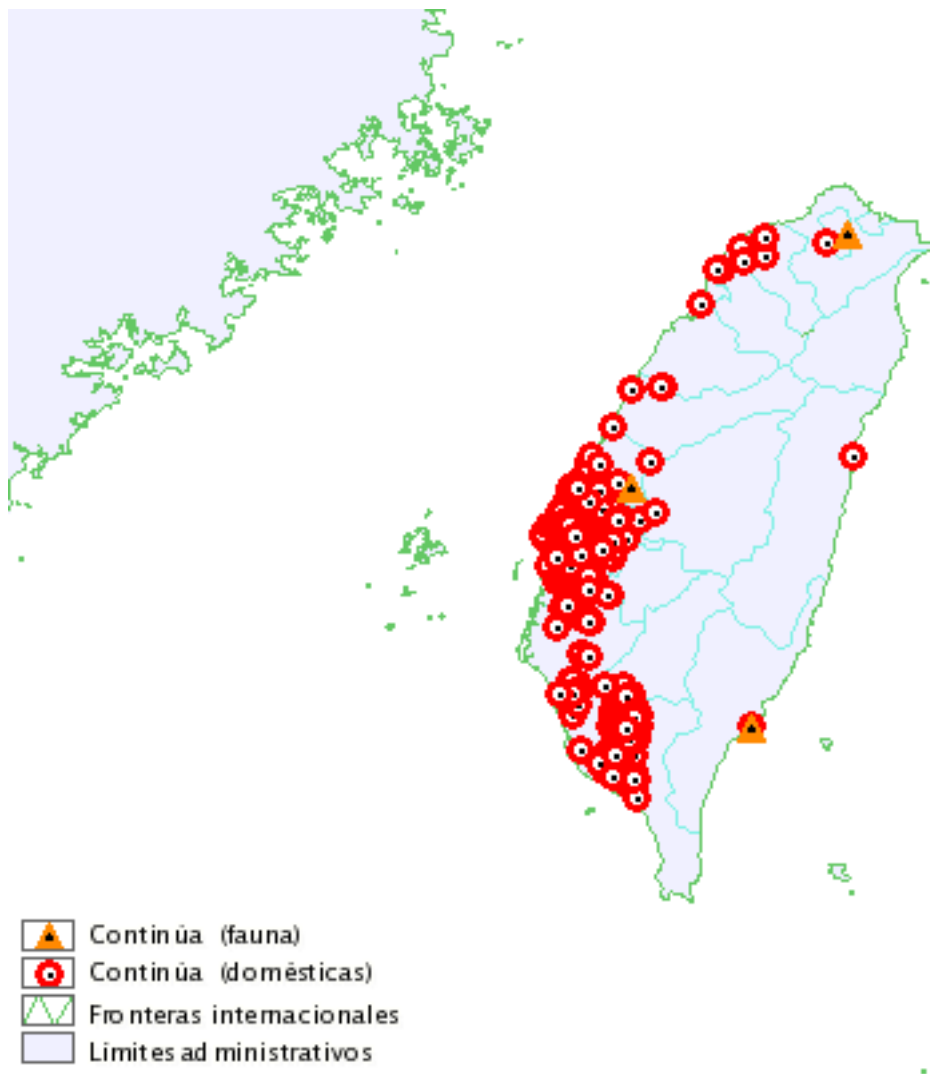 Continúa (fauna)
Continúa (domésticas)
Fronteras internacionales
Límites administrativos